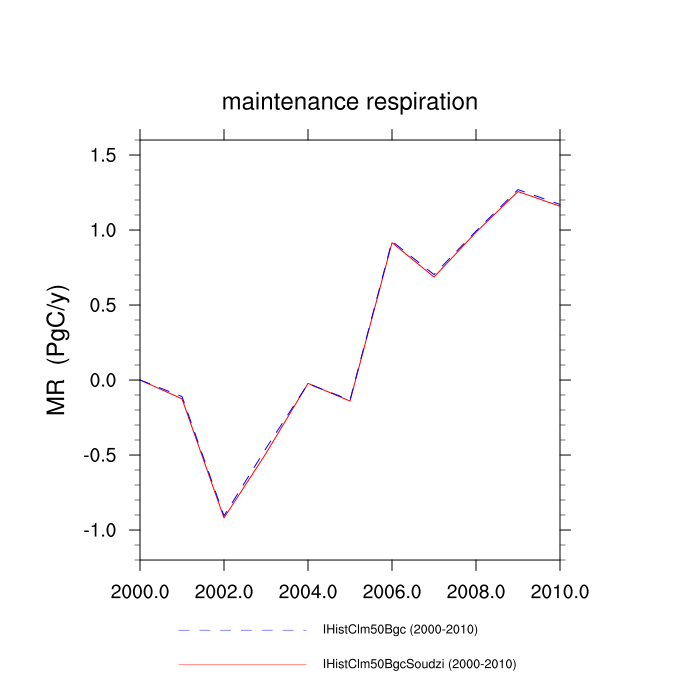 maintenance respiration
MR (PgC/y)
1.5
1.0
0.5
0.0
-0.5
-1.0
2000.0 2002.0 2004.0 2006.0 2008.0 2010.0
IHistClm50Bgc (2000-2010)
IHistClm50BgcSoudzi (2000-2010)